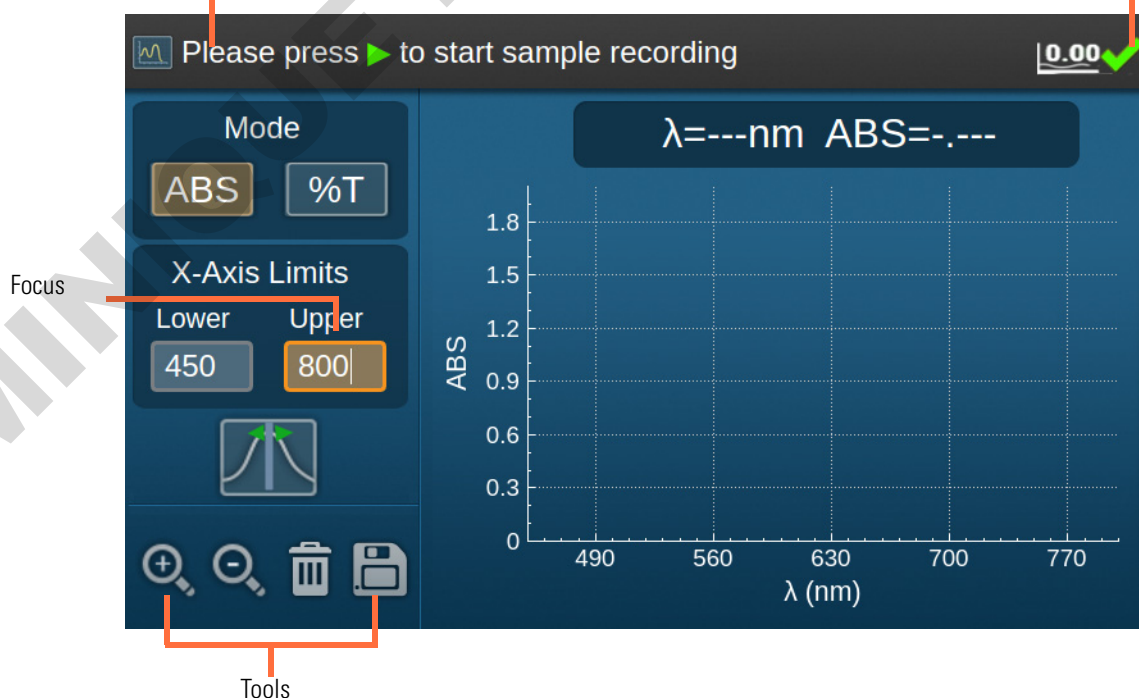 Please press ▶ to start sample recording
0.00
Mode
ABS %T
X-Axis Limits
Lower Upper
450 800
Focus
λ=---nm ABS=-.---
1.8
1.5
1.2
0.9
0.6
0.3
0
ABS
490 560 630 700 770
λ (nm)
Tools